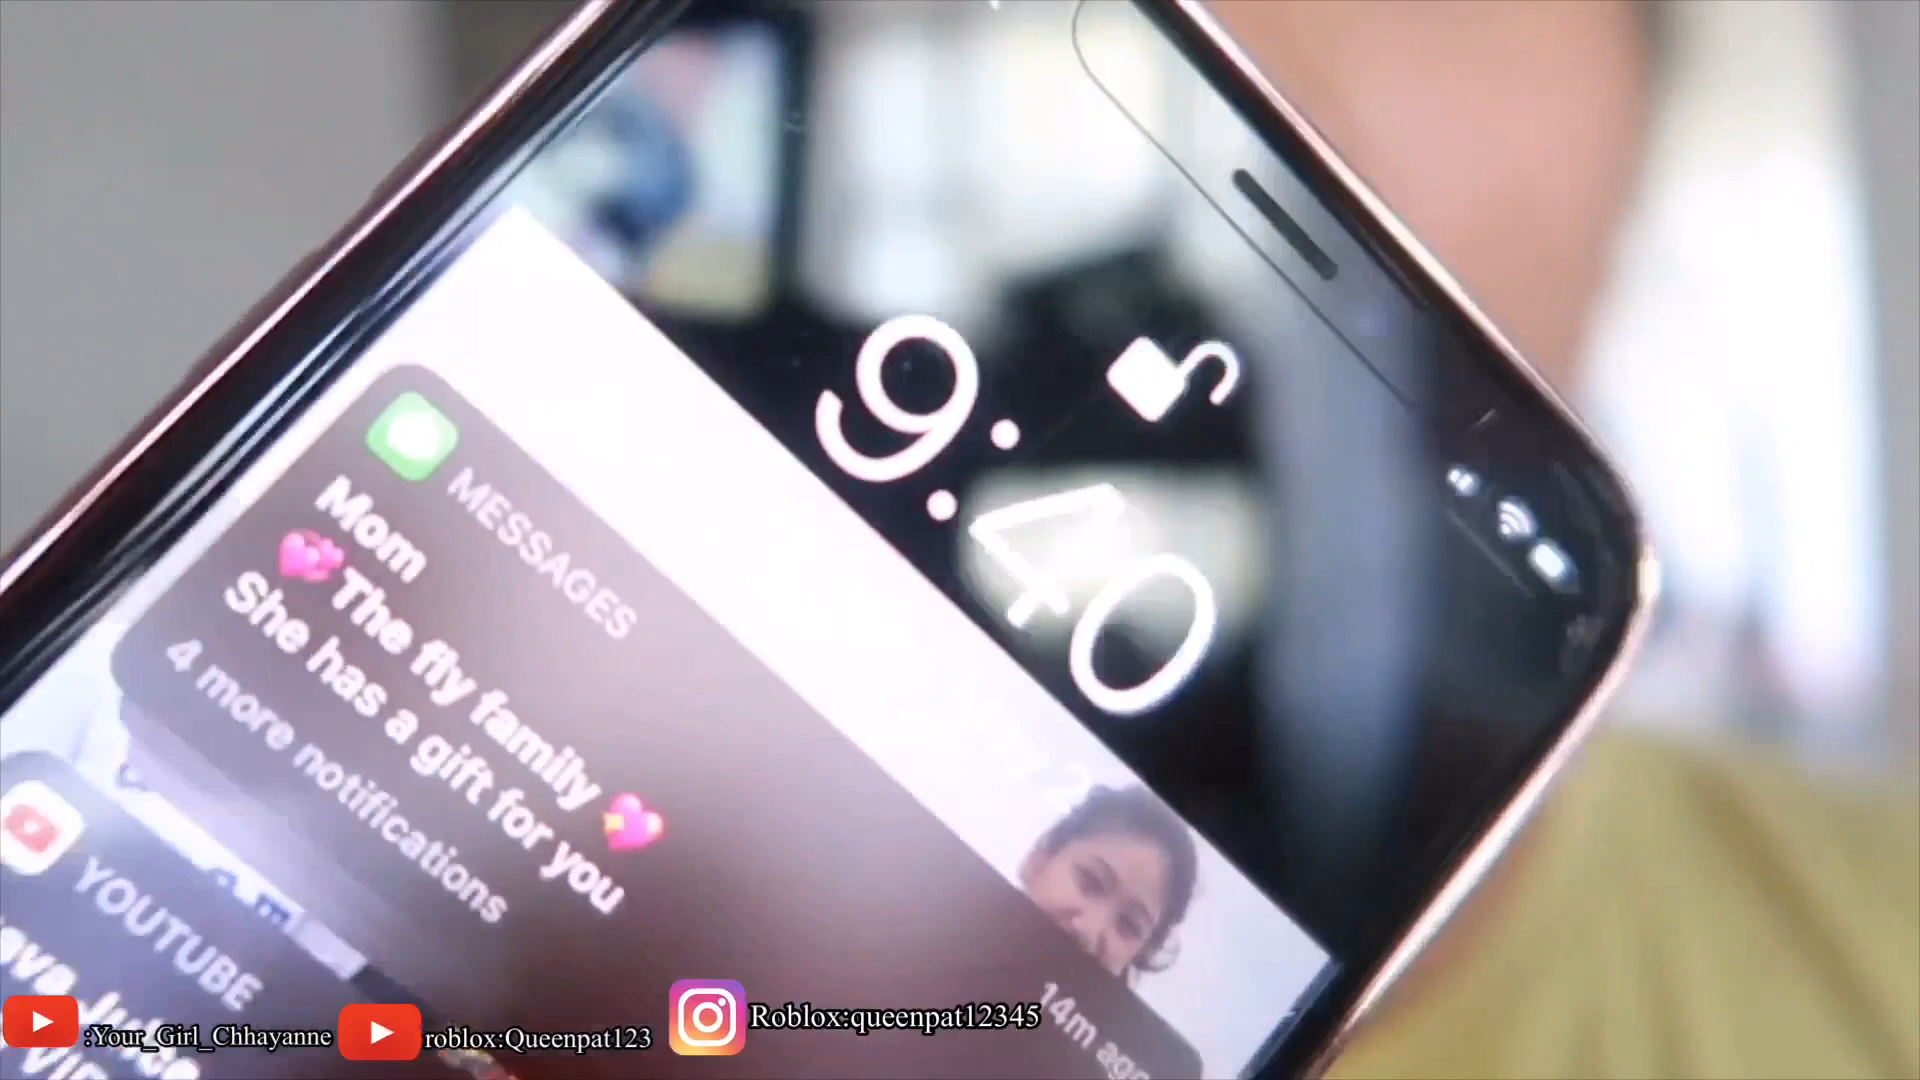 9:40
MESSAGES
14m ago
Mom
💞The fly family 💖
She has a gift for you
4 more notifications
YOUTUBE
:Your_Girl_Chhayanne
roblox:Queenpat123
Roblox:queenpat12345